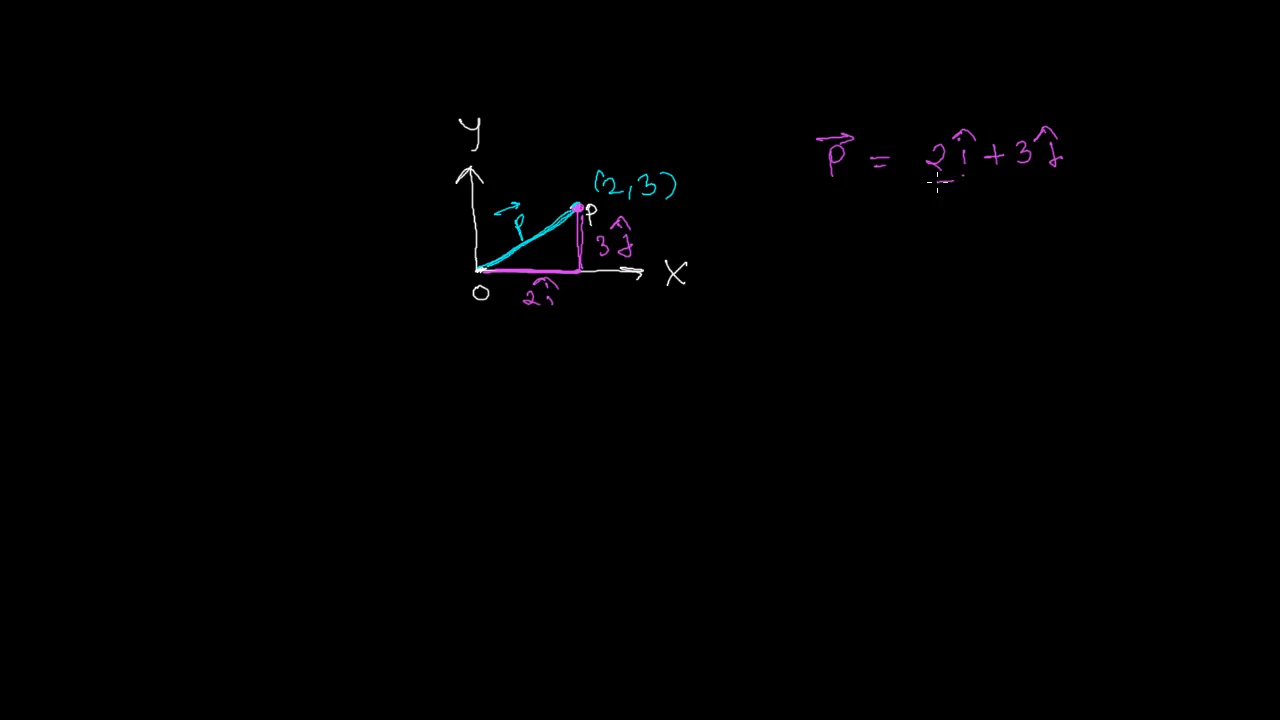 y
p⃗ = 2î + 3ĵ
(2,3)
p⃗
P
3ĵ
X
O
2î